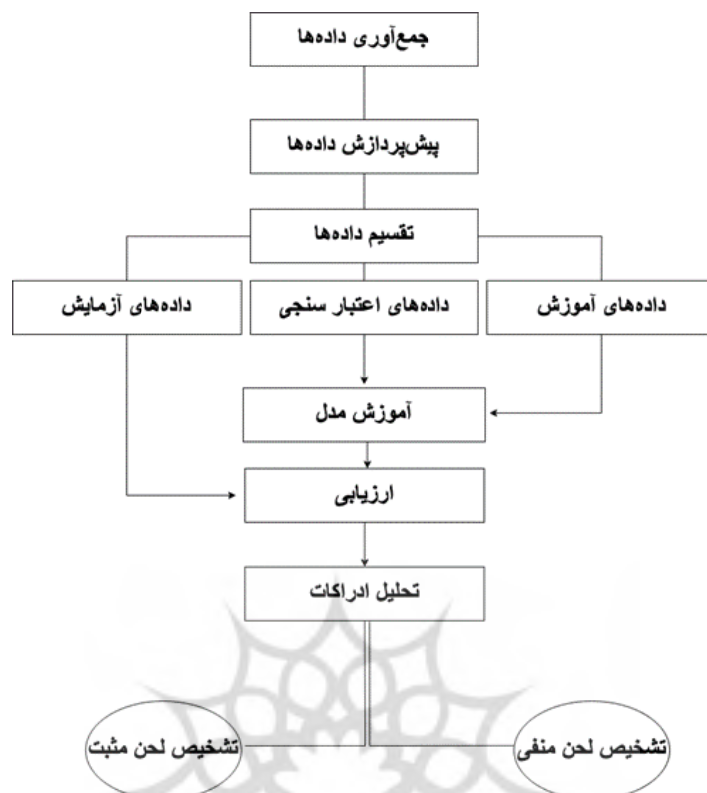 جمع‌آوری داده‌ها
پیش‌پردازش داده‌ها
تقسیم داده‌ها
داده‌های آموزش
داده‌های اعتبار سنجی
داده‌های آزمایش
آموزش مدل
ارزیابی
تحلیل ادراکات
تشخیص لحن منفی
تشخیص لحن مثبت